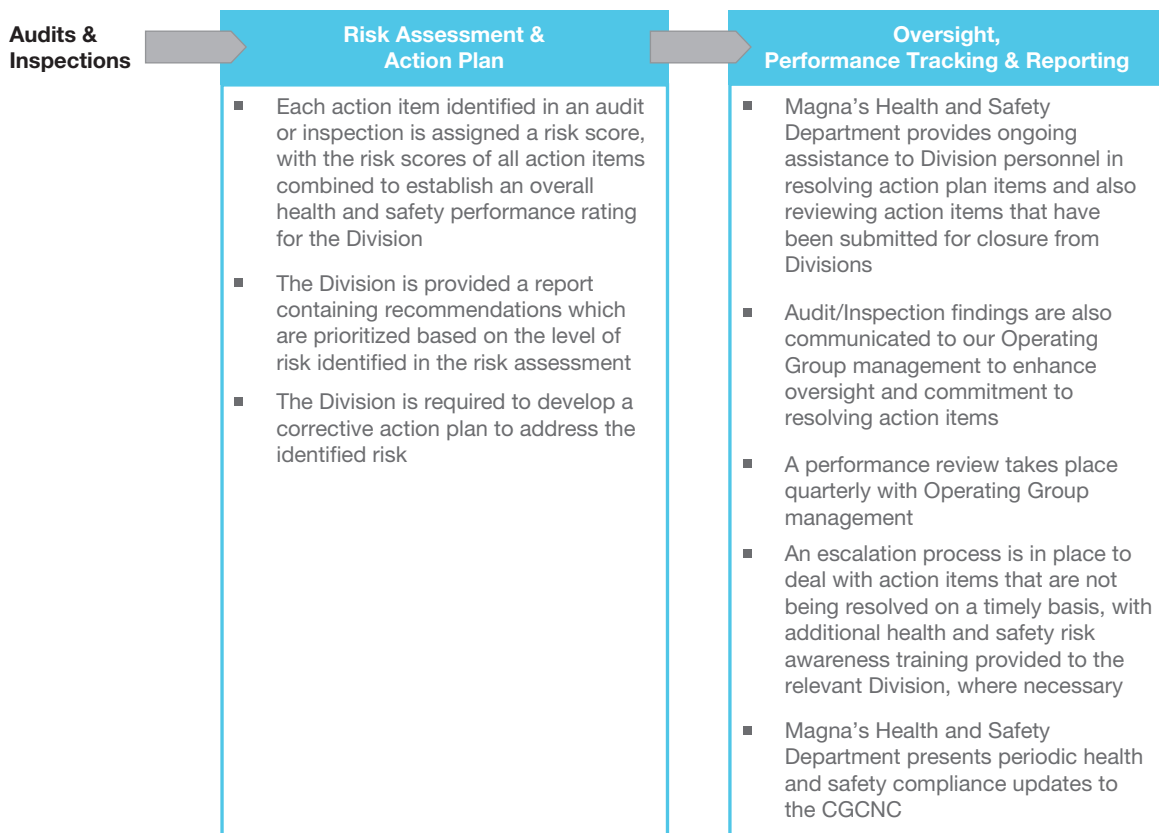 Audits &
Inspections
Risk Assessment &
Action Plan
■ Each action item identified in an audit
or inspection is assigned a risk score,
with the risk scores of all action items
combined to establish an overall
health and safety performance rating
for the Division
■ The Division is provided a report
containing recommendations which
are prioritized based on the level of
risk identified in the risk assessment
■ The Division is required to develop a
corrective action plan to address the
identified risk
Oversight,
Performance Tracking & Reporting
■ Magna’s Health and Safety
Department provides ongoing
assistance to Division personnel in
resolving action plan items and also
reviewing action items that have
been submitted for closure from
Divisions
■ Audit/Inspection findings are also
communicated to our Operating
Group management to enhance
oversight and commitment to
resolving action items
■ A performance review takes place
quarterly with Operating Group
management
■ An escalation process is in place to
deal with action items that are not
being resolved on a timely basis, with
additional health and safety risk
awareness training provided to the
relevant Division, where necessary
■ Magna’s Health and Safety
Department presents periodic health
and safety compliance updates to
the CGCNC